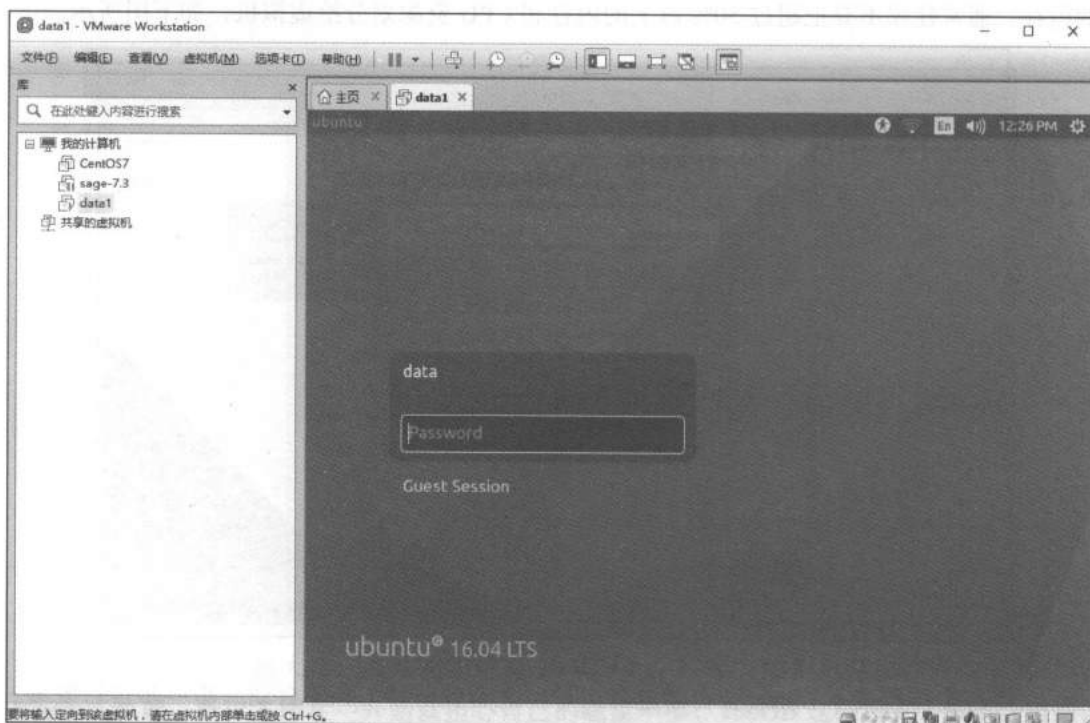 data1 - VMware Workstation
文件(F) 编辑(E) 查看(V) 虚拟机(M) 选项卡(T) 帮助(H)
库
主页 data1
在此处键入内容进行搜索
ubuntu
En 12:26 PM
我的计算机
CentOS7
sage-7.3
data1
共享的虚拟机
data
Password
Guest Session
ubuntu® 16.04 LTS
要将输入定向到该虚拟机，请在虚拟机内部单击或按 Ctrl+G。